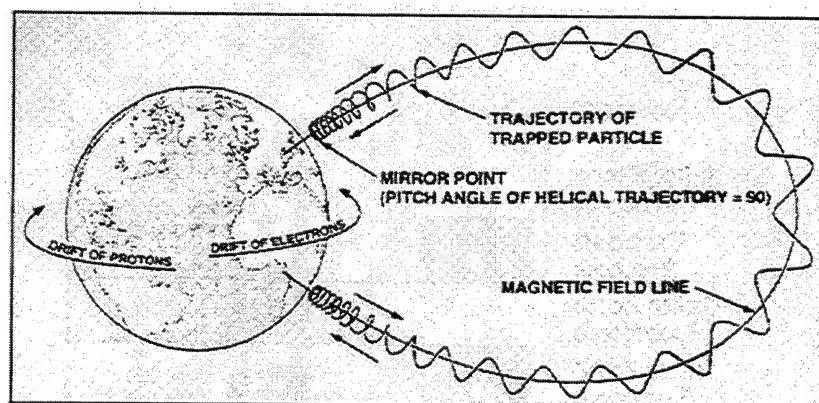 TRAJECTORY OF
TRAPPED PARTICLE
MIRROR POINT
(PITCH ANGLE OF HELICAL TRAJECTORY = 90)
DRIFT OF PROTONS
DRIFT OF ELECTRONS
MAGNETIC FIELD LINE